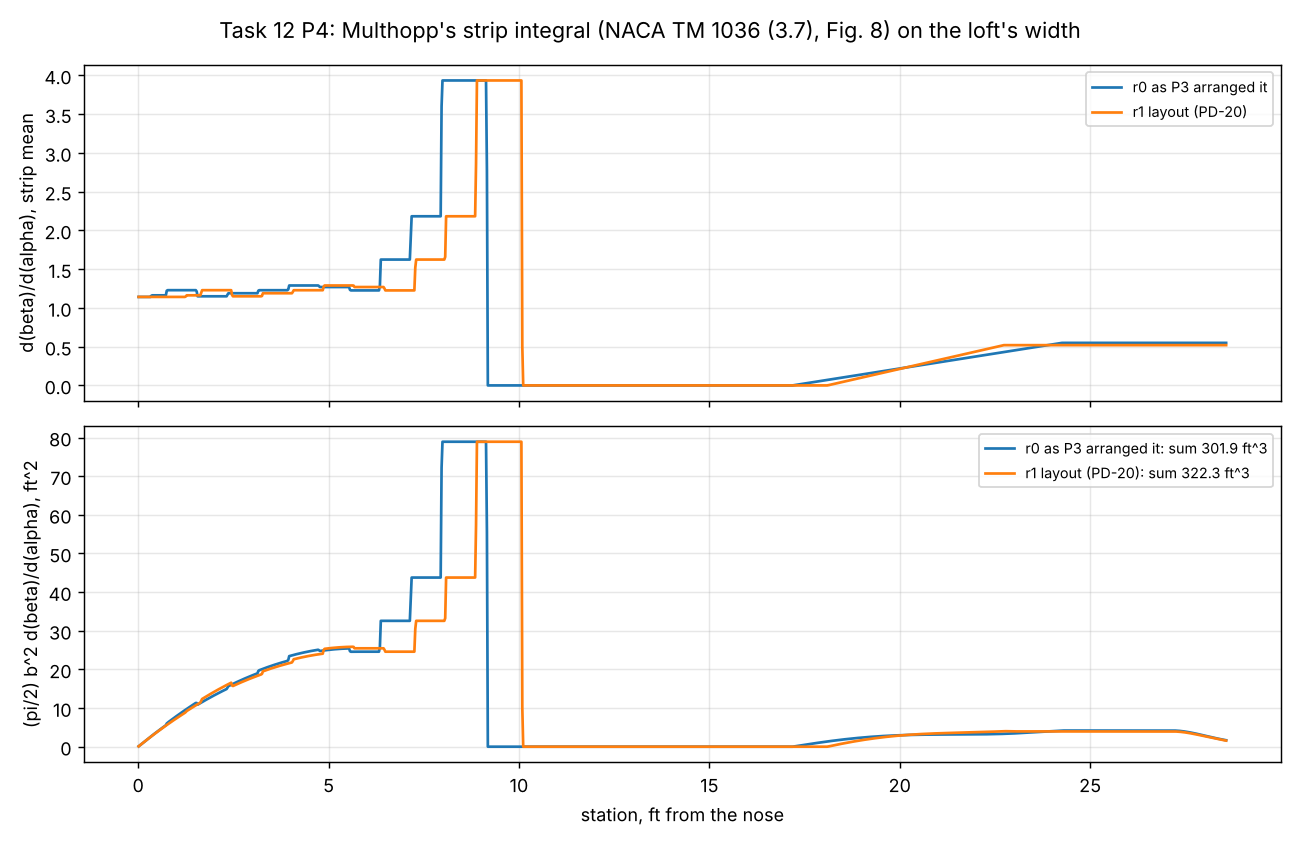 Task 12 P4: Multhopp's strip integral (NACA TM 1036 (3.7), Fig. 8) on the loft's width
d(beta)/d(alpha), strip mean
4.0
3.5
3.0
2.5
2.0
1.5
1.0
0.5
0.0
r0 as P3 arranged it
r1 layout (PD-20)
(pi/2) b^2 d(beta)/d(alpha), ft^2
80
70
60
50
40
30
20
10
0
r0 as P3 arranged it: sum 301.9 ft^3
r1 layout (PD-20): sum 322.3 ft^3
0 5 10 15 20 25
station, ft from the nose